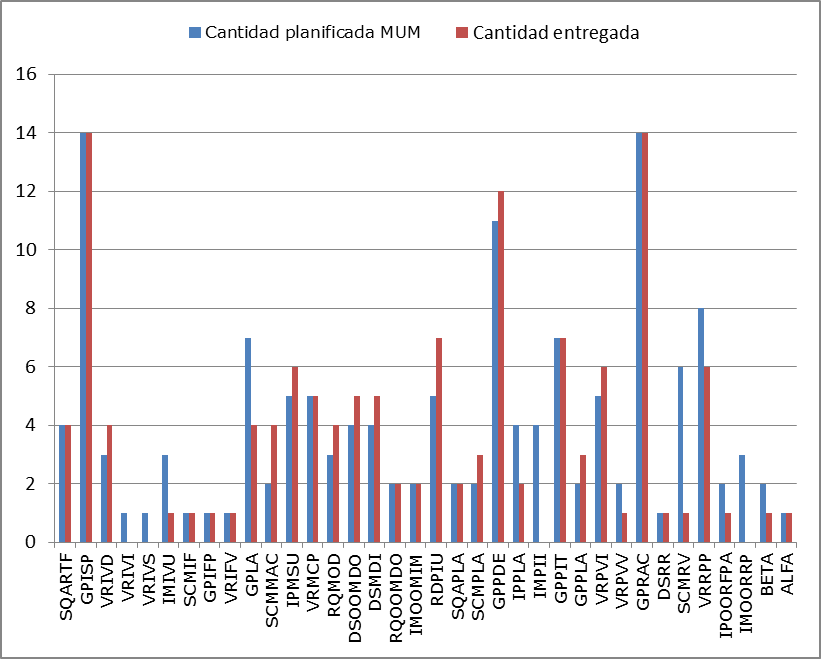 Cantidad planificada MUM
Cantidad entregada
16
14
12
10
8
6
4
2
0
SQARTF
GPISP
VRIVD
VRIVI
VRIVS
IMIVU
SCMIF
GPIFP
VRIFV
GPLA
SCMMAC
IPMSU
VRMCP
RQMOD
DSOOMDO
DSMDI
RQOOMDO
IMOOMIM
RDPIU
SQAPLA
SCMPLA
GPPDE
IPPLA
IMPII
GPPIT
GPPLA
VRPVI
VRPVV
GPRAC
DSRR
SCMRV
VRRPP
IPOORFPA
IMOORRP
BETA
ALFA